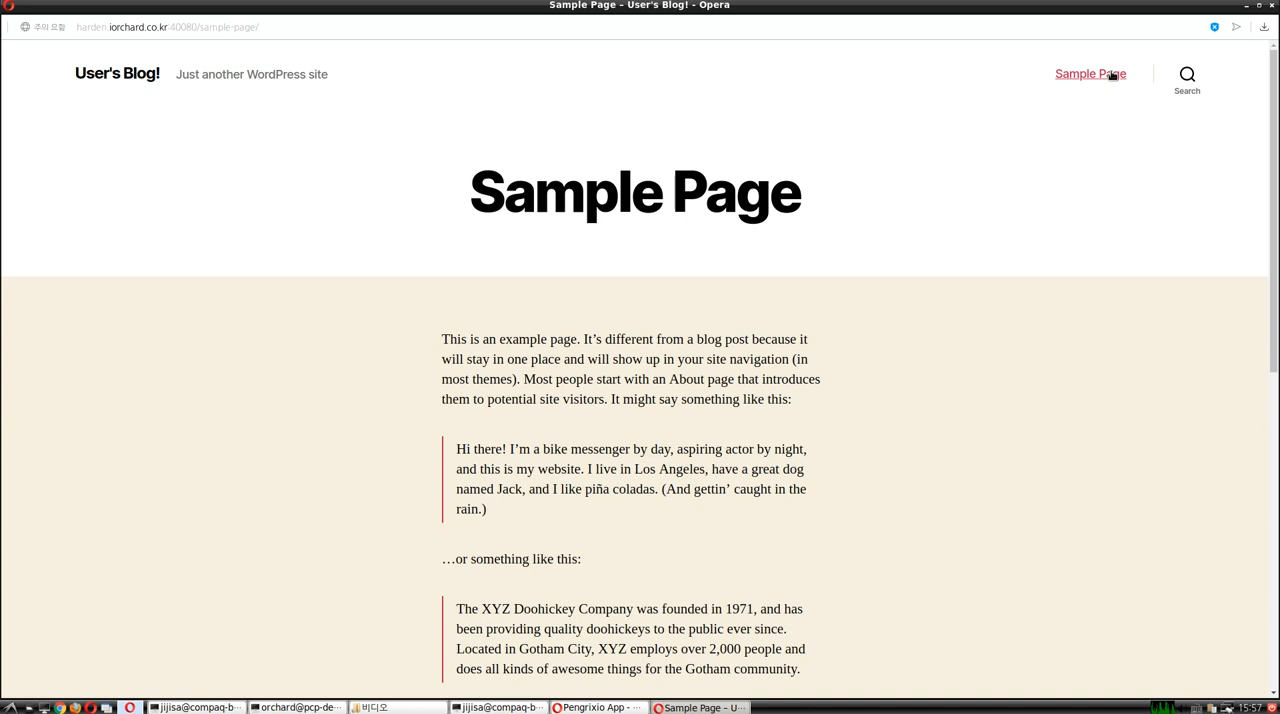 Sample Page – User's Blog! - Opera
주의 요함 harden.iorchard.co.kr:40080/sample-page/
User's Blog! Just another WordPress site Sample Page
Search
Sample Page
This is an example page. It’s different from a blog post because it
will stay in one place and will show up in your site navigation (in
most themes). Most people start with an About page that introduces
them to potential site visitors. It might say something like this:
Hi there! I’m a bike messenger by day, aspiring actor by night,
and this is my website. I live in Los Angeles, have a great dog
named Jack, and I like piña coladas. (And gettin’ caught in the
rain.)
…or something like this:
The XYZ Doohickey Company was founded in 1971, and has
been providing quality doohickeys to the public ever since.
Located in Gotham City, XYZ employs over 2,000 people and
does all kinds of awesome things for the Gotham community.
jijisa@compaq-b… orchard@pcp-de… 비디오 jijisa@compaq-b… Pengrixio App - … Sample Page – U… 15:57